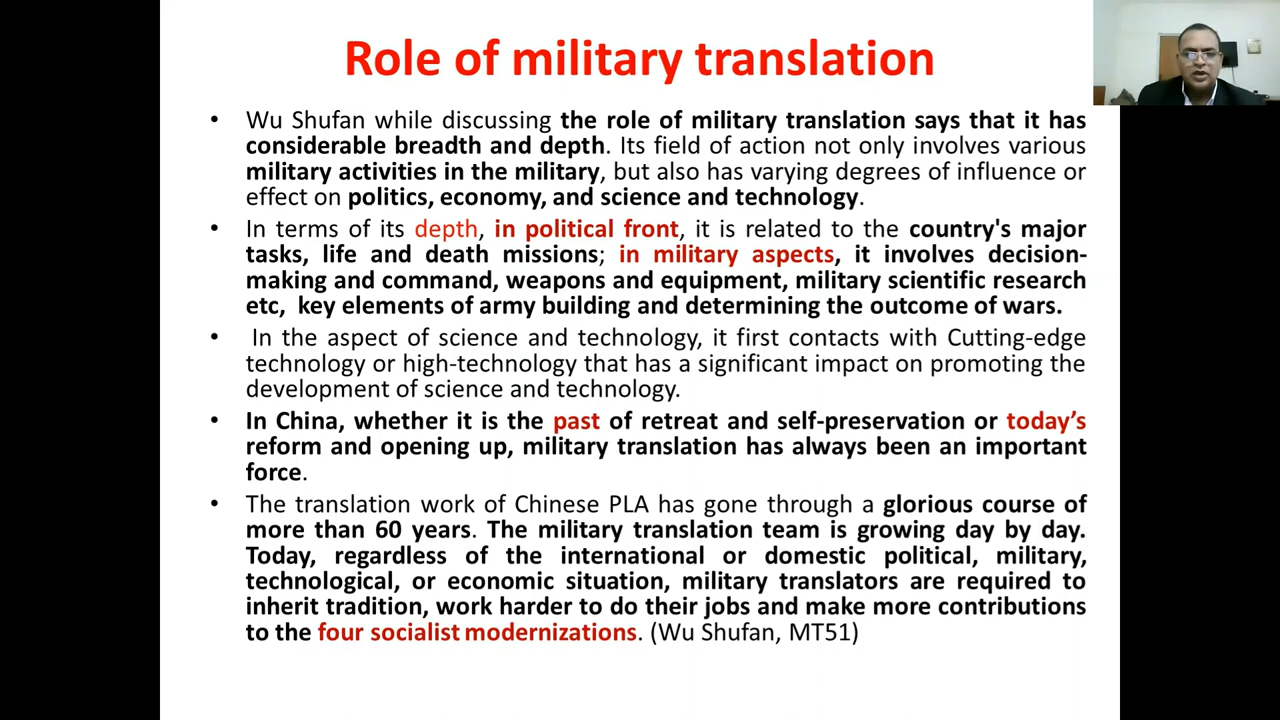 Role of military translation
• Wu Shufan while discussing the role of military translation says that it has
considerable breadth and depth. Its field of action not only involves various
military activities in the military, but also has varying degrees of influence or
effect on politics, economy, and science and technology.
• In terms of its depth, in political front, it is related to the country's major
tasks, life and death missions; in military aspects, it involves decision-
making and command, weapons and equipment, military scientific research
etc, key elements of army building and determining the outcome of wars.
• In the aspect of science and technology, it first contacts with Cutting-edge
technology or high-technology that has a significant impact on promoting the
development of science and technology.
• In China, whether it is the past of retreat and self-preservation or today’s
reform and opening up, military translation has always been an important
force.
• The translation work of Chinese PLA has gone through a glorious course of
more than 60 years. The military translation team is growing day by day.
Today, regardless of the international or domestic political, military,
technological, or economic situation, military translators are required to
inherit tradition, work harder to do their jobs and make more contributions
to the four socialist modernizations. (Wu Shufan, MT51)